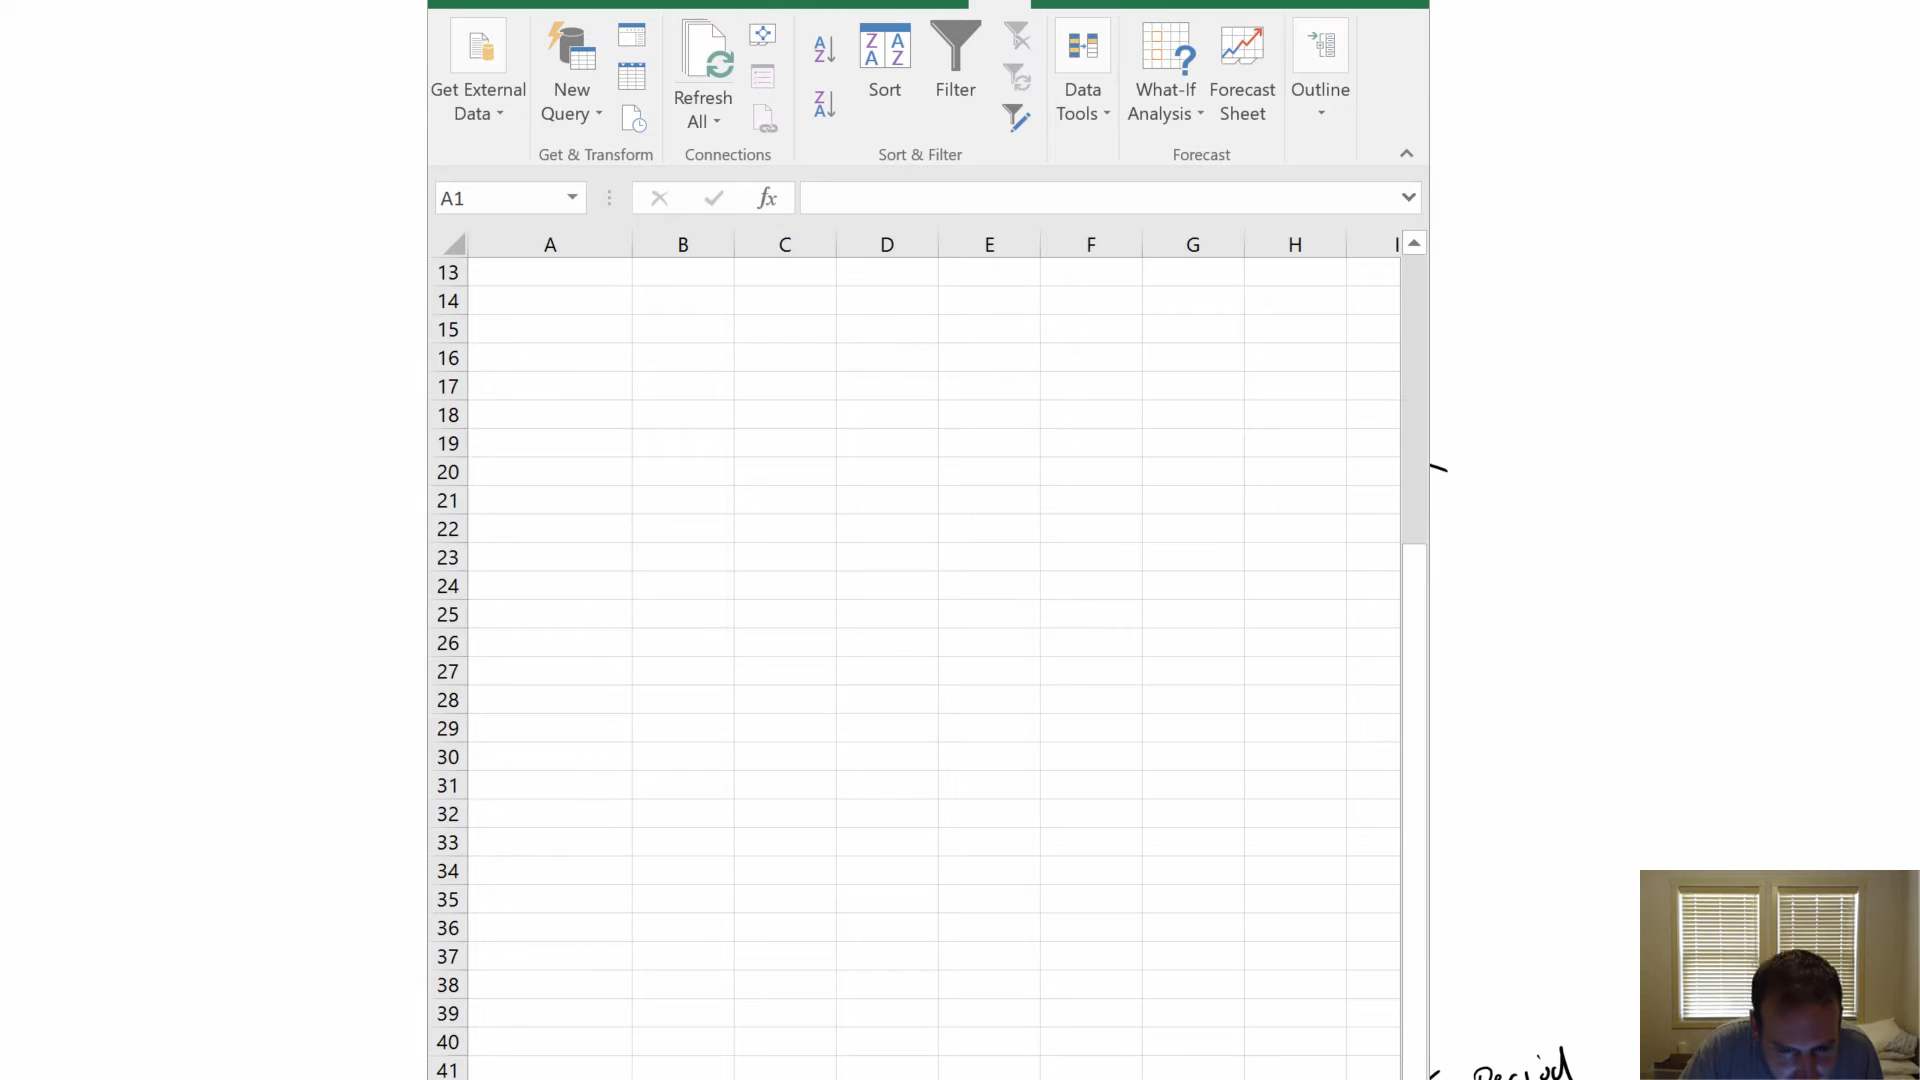 Get External Data
New Query
Refresh All
A Z
Z A
Z A A Z
Sort
Filter
Data Tools
What-If Analysis
Forecast Sheet
Outline
Get & Transform
Connections
Sort & Filter
Forecast
A1
fx
A B C D E F G H I
13
14
15
16
17
18
19
20
21
22
23
24
25
26
27
28
29
30
31
32
33
34
35
36
37
38
39
40
41
Period